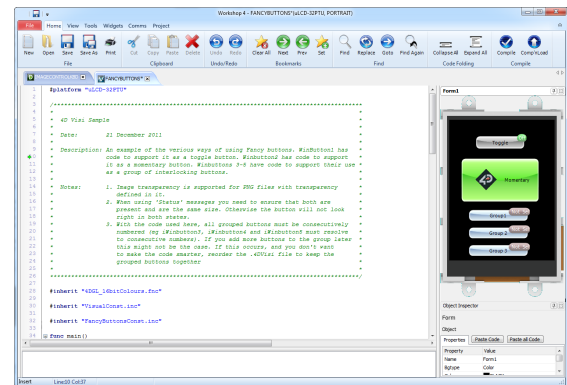 Workshop 4 - FANCYBUTTONS*(uLCD-32PTU, PORTRAIT)
File Home View Tools Widgets Comms Project
New Open Save Save As Print Cut Copy Paste Delete Undo Redo Clear All Next Prev Set Find Replace Goto Find Again Collapse All Expand All Compile Comp'nLoad
File Clipboard Undo/Redo Bookmarks Find Code Folding Compile
FANCYBUTTONS*
#platform "uLCD-32PTU"
/*
* 4D Visi Sample
* Date: 21 December 2011
* Description: An example of the verious ways of using Fancy buttons. WinButton1 has
* code to support it as a toggle button. Winbutton2 has code to support
* it as a momentary button. Winbuttons 3-5 have code to support their use
* as a group of interlocking buttons.
* Notes: 1. Image transparency is supported for PNG files with transparency
* defined in it.
* 2. When using 'Status' messages you need to ensure that both are
* present and are the same size. Otherwise the button will not look
* right in both states.
* 3. With the code used here, all grouped buttons must be consecutively
* numbered (eg iWinbutton3, iWinbutton4 and iWinbutton5 must resolve
* to consecutive numbers). If you add more buttons to the group later
* this might not be the case. If this occurs, and you don't want
* to make the code smarter, reorder the .4DVisi file to keep the
* grouped buttons together
#inherit "4DGL_16bitColours.fnc"
#inherit "VisualConst.inc"
#inherit "FancyButtonsConst.inc"
func main()
Form1
Toggle
Momentary
Group1
Group 2
Group 3
Object Inspector
Form
Object
Properties Paste Code Paste all Code
Property Value
Name Form1
Bgtype Color
Insert Line:10 Col:37